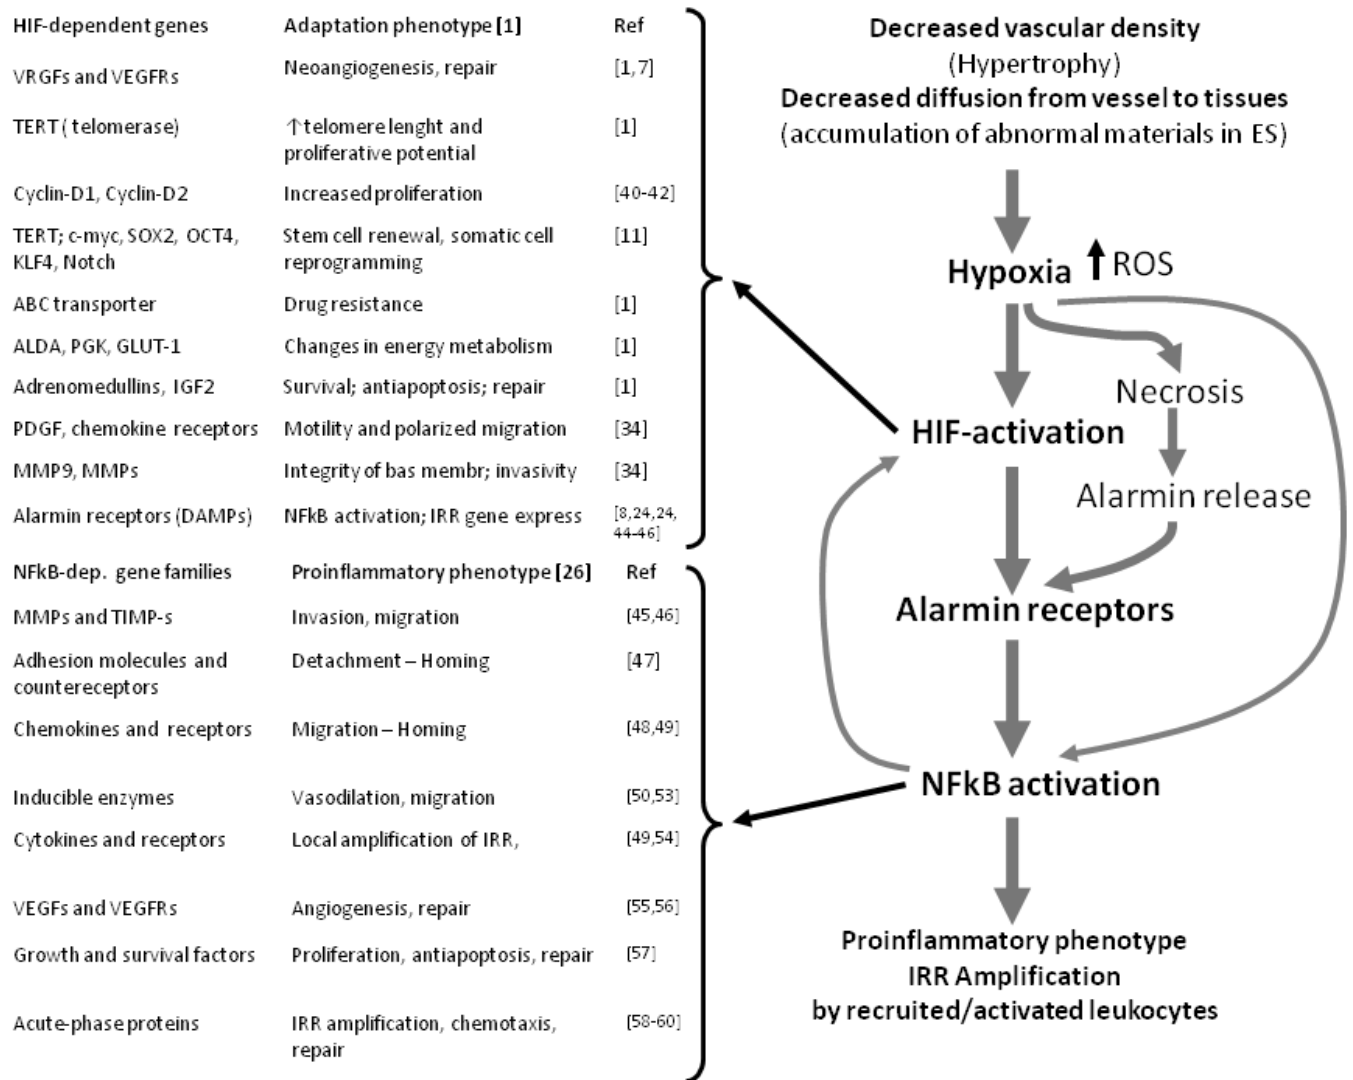 HIF-dependent genes Adaptation phenotype [1] Ref
VRGFs and VEGFRs Neoangiogenesis, repair [1,7]
TERT ( telomerase) ↑telomere lenght and [1]
proliferative potential
Cyclin-D1, Cyclin-D2 Increased proliferation [40-42]
TERT; c-myc, SOX2, OCT4, Stem cell renewal, somatic cell [11]
KLF4, Notch reprogramming
ABC transporter Drug resistance [1]
ALDA, PGK, GLUT-1 Changes in energy metabolism [1]
Adrenomedullins, IGF2 Survival; antiapoptosis; repair [1]
PDGF, chemokine receptors Motility and polarized migration [34]
MMP9, MMPs Integrity of bas membr; invasivity [34]
Alarmin receptors (DAMPs) NFkB activation; IRR gene express [8,24,24,
44-46]
NFkB-dep. gene families Proinflammatory phenotype [26] Ref
MMPs and TIMP-s Invasion, migration [45,46]
Adhesion molecules and Detachment – Homing [47]
countereceptors
Chemokines and receptors Migration – Homing [48,49]
Inducible enzymes Vasodilation, migration [50,53]
Cytokines and receptors Local amplification of IRR, [49,54]
VEGFs and VEGFRs Angiogenesis, repair [55,56]
Growth and survival factors Proliferation, antiapoptosis, repair [57]
Acute-phase proteins IRR amplification, chemotaxis, [58-60]
repair
Decreased vascular density
(Hypertrophy)
Decreased diffusion from vessel to tissues
(accumulation of abnormal materials in ES)
Hypoxia ↑ ROS
Necrosis
HIF-activation
Alarmin release
Alarmin receptors
NFkB activation
Proinflammatory phenotype
IRR Amplification
by recruited/activated leukocytes